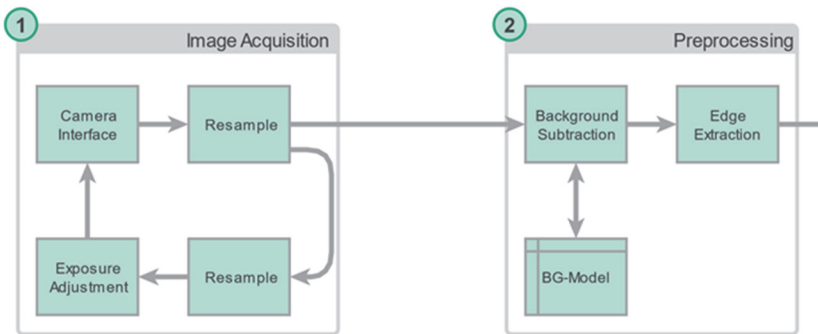 1
Image Acquisition
Camera
Interface
Resample
Exposure
Adjustment
Resample
2
Preprocessing
Background
Subtraction
Edge
Extraction
BG-Model